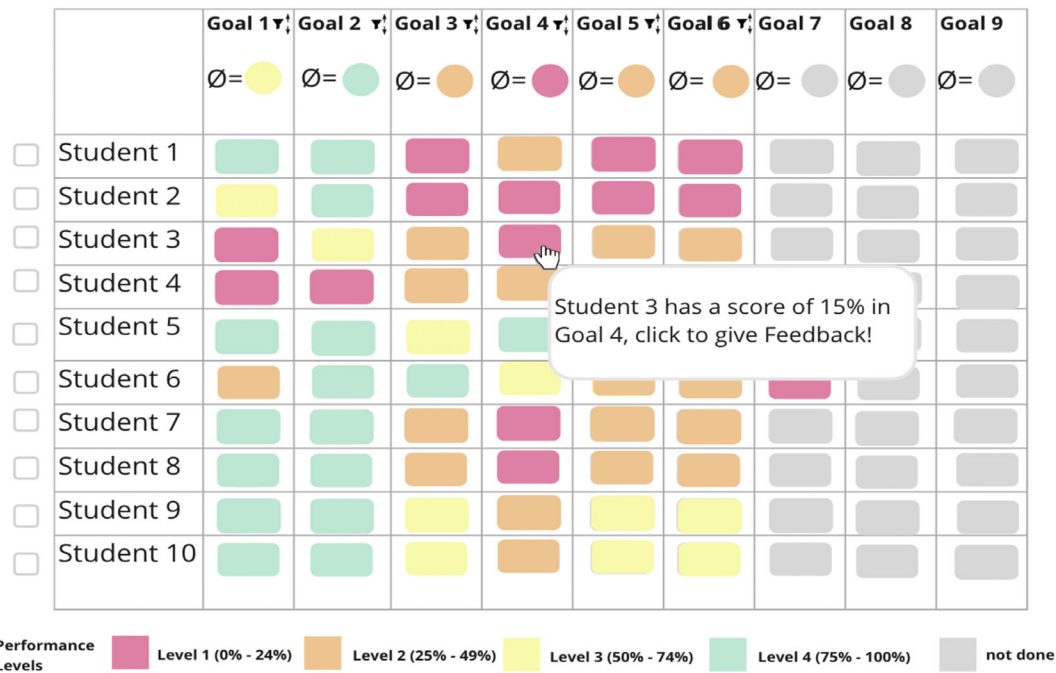 Goal 1 Goal 2 Goal 3 Goal 4 Goal 5 Goal 6 Goal 7 Goal 8 Goal 9
Ø= Ø= Ø= Ø= Ø= Ø= Ø= Ø= Ø=
Student 1
Student 2
Student 3
Student 4
Student 5
Student 6
Student 7
Student 8
Student 9
Student 10
Student 3 has a score of 15% in
Goal 4, click to give Feedback!
Performance
Levels
Level 1 (0% - 24%) Level 2 (25% - 49%) Level 3 (50% - 74%) Level 4 (75% - 100%) not done